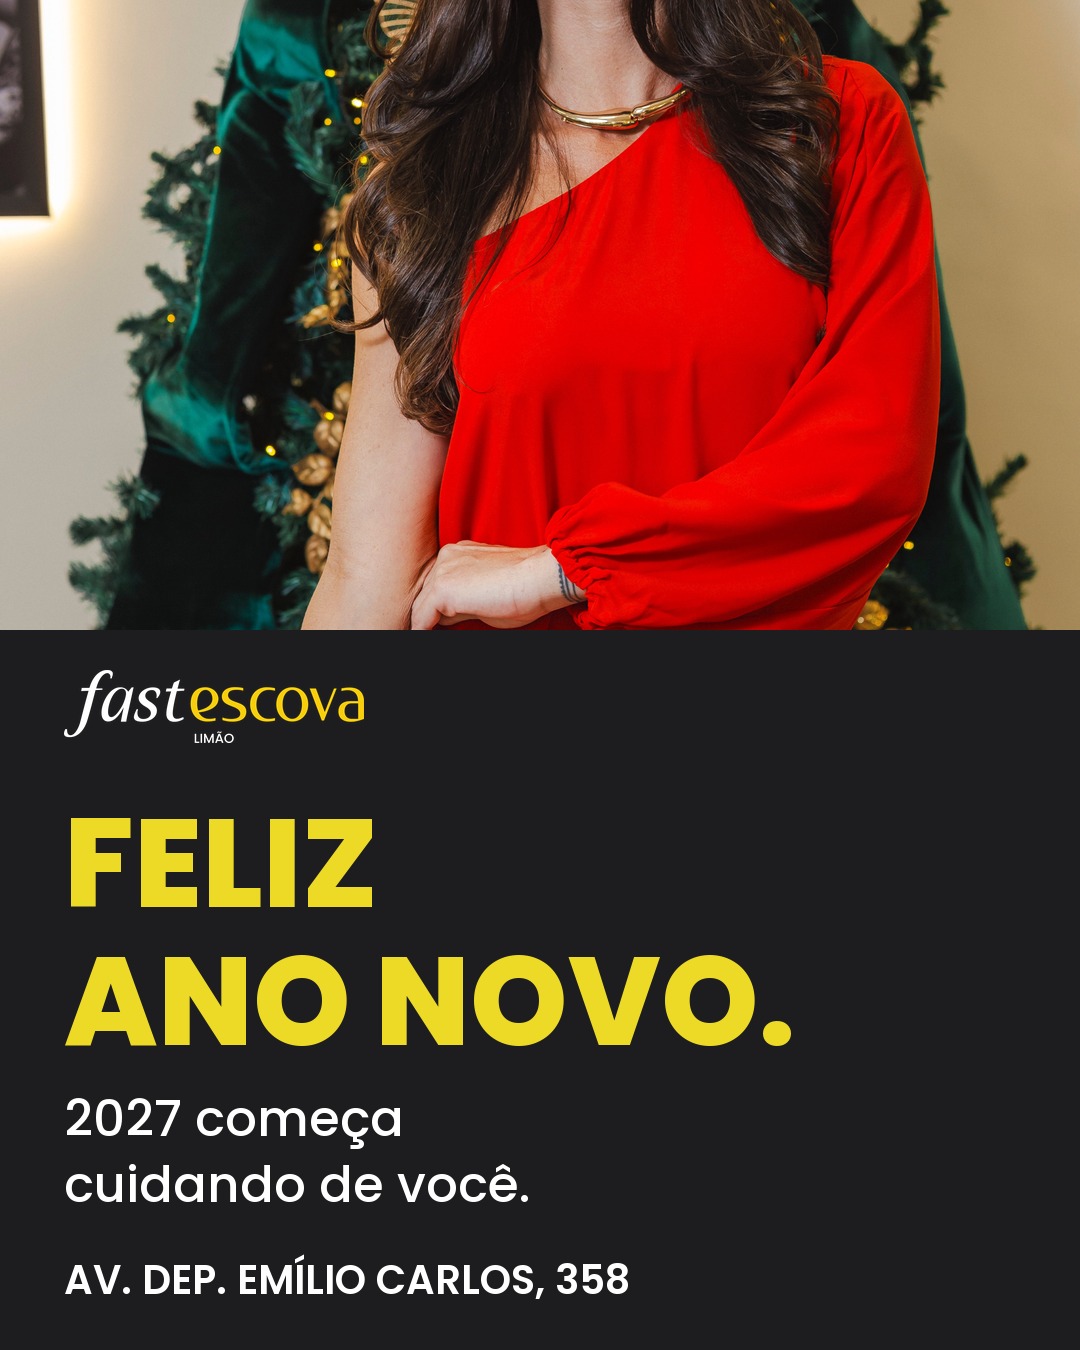 fastescova
LIMÃO
FELIZ
ANO NOVO.
2027 começa
cuidando de você.
AV. DEP. EMÍLIO CARLOS, 358